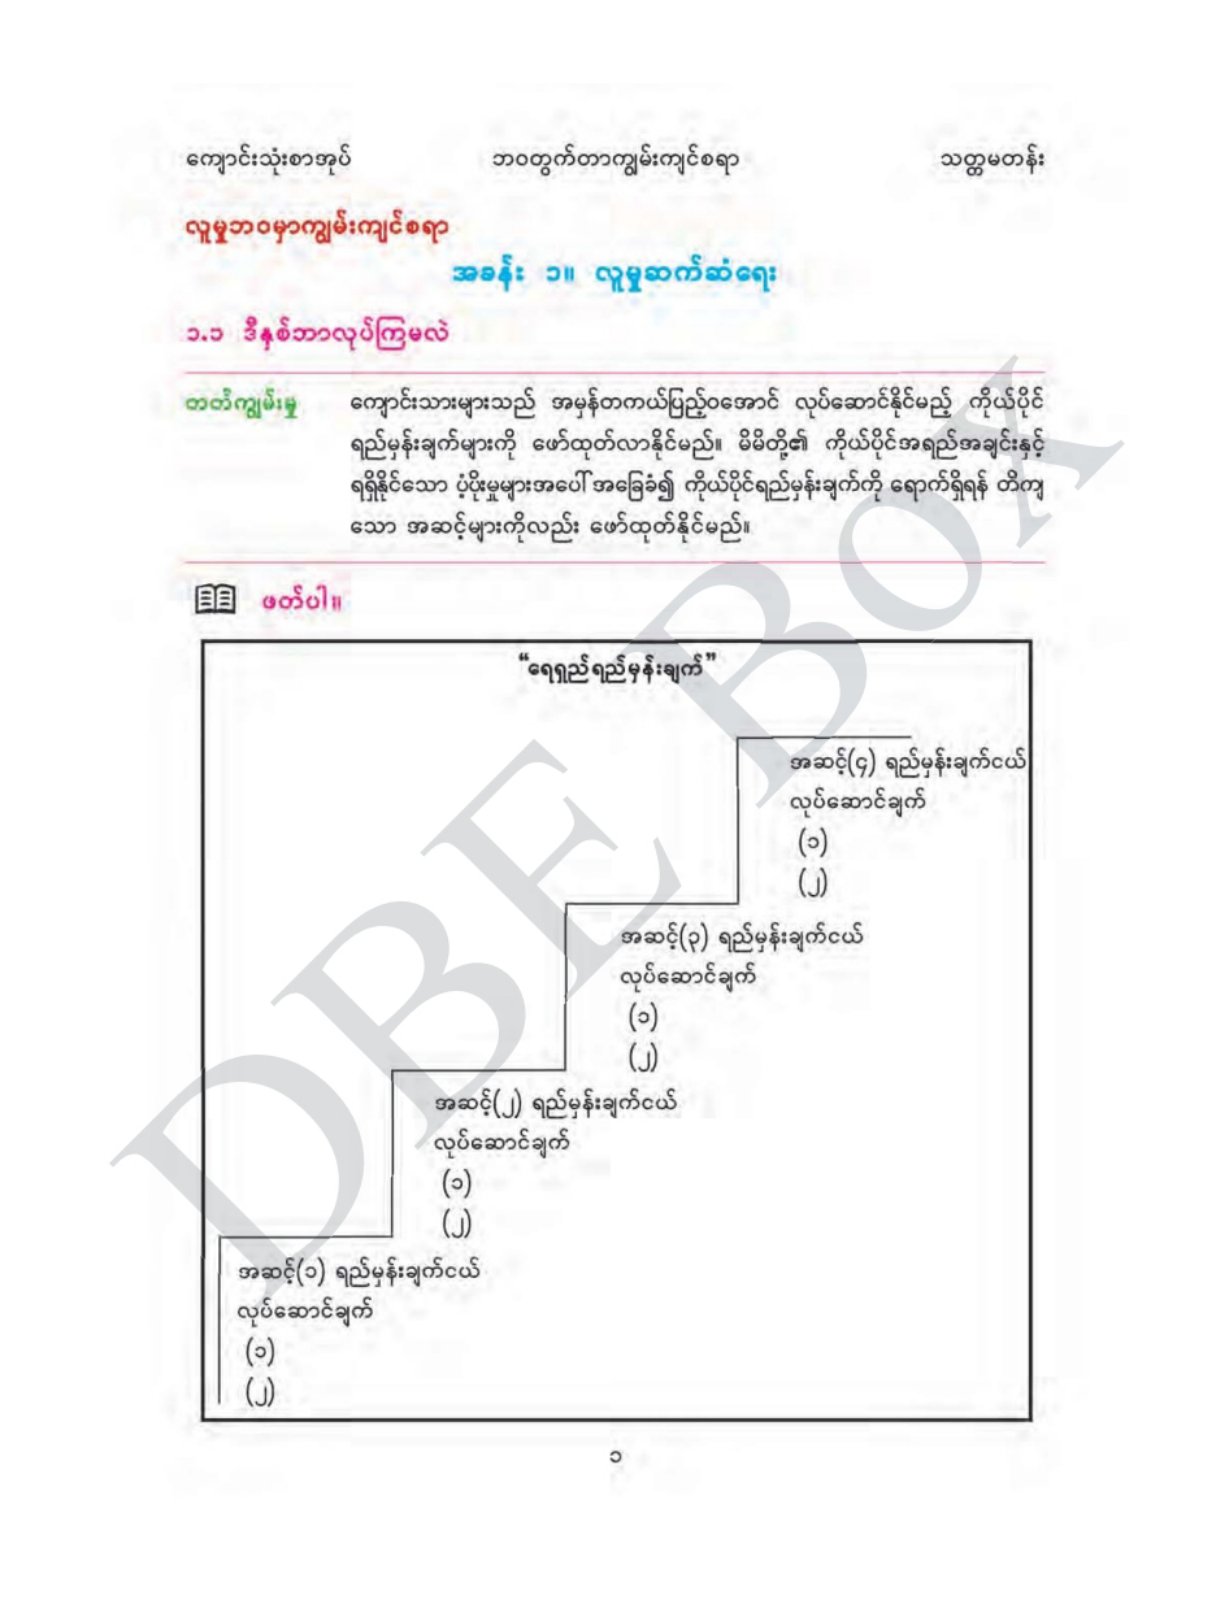 ကျောင်းသုံးစာအုပ် ဘဝတွက်တာကျွမ်းကျင်စရာ သတ္တမတန်း
လူမှုဘဝမှာကျွမ်းကျင်စရာ
အခန်း ၁။ လူမှုဆက်ဆံရေး
၁.၁ ဒီနှစ်ဘာလုပ်ကြမလဲ
တတ်ကျွမ်းမှု ကျောင်းသားများသည် အမှန်တကယ်ပြည့်ဝအောင် လုပ်ဆောင်နိုင်မည့် ကိုယ်ပိုင်
ရည်မှန်းချက်များကို ဖော်ထုတ်လာနိုင်မည်။ မိမိတို့၏ ကိုယ်ပိုင်အရည်အချင်းနှင့်
ရရှိနိုင်သော ပံ့ပိုးမှုများအပေါ် အခြေခံ၍ ကိုယ်ပိုင်ရည်မှန်းချက်ကို ရောက်ရှိရန် တိကျ
သော အဆင့်များကိုလည်း ဖော်ထုတ်နိုင်မည်။
ဖတ်ပါ။
“ရေရှည်ရည်မှန်းချက်”
အဆင့်(၄) ရည်မှန်းချက်ငယ်
လုပ်ဆောင်ချက်
(၁)
(၂)
အဆင့်(၃) ရည်မှန်းချက်ငယ်
လုပ်ဆောင်ချက်
(၁)
(၂)
အဆင့်(၂) ရည်မှန်းချက်ငယ်
လုပ်ဆောင်ချက်
(၁)
(၂)
အဆင့်(၁) ရည်မှန်းချက်ငယ်
လုပ်ဆောင်ချက်
(၁)
(၂)
၁
DBE Box